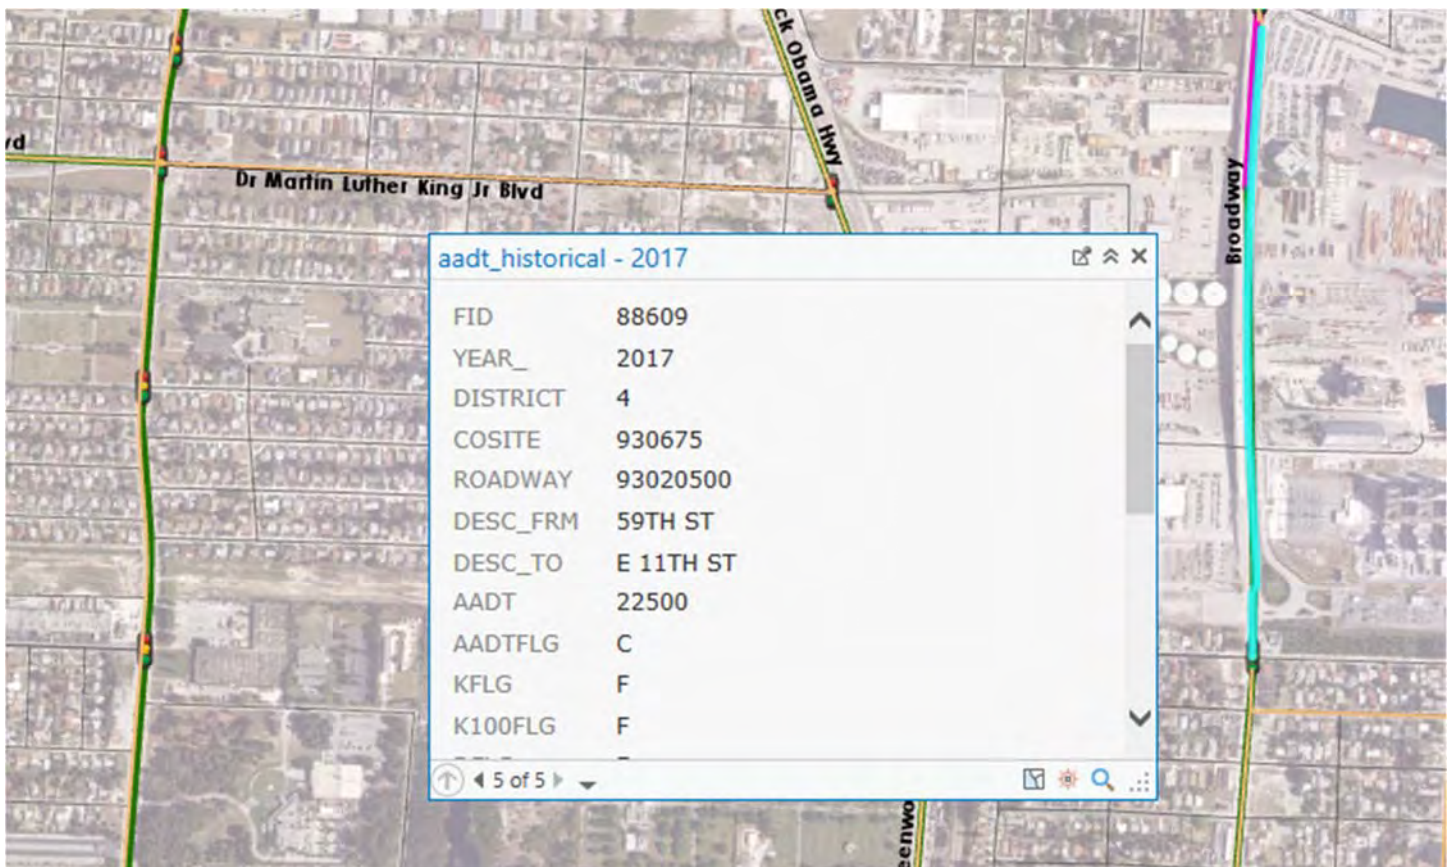 ck Obama Hwy
vd
Dr Martin Luther King Jr Blvd
Broadway
aadt_historical - 2017
FID 88609
YEAR_ 2017
DISTRICT 4
COSITE 930675
ROADWAY 93020500
DESC_FRM 59TH ST
DESC_TO E 11TH ST
AADT 22500
AADTFLG C
KFLG F
K100FLG F
5 of 5
eenwo